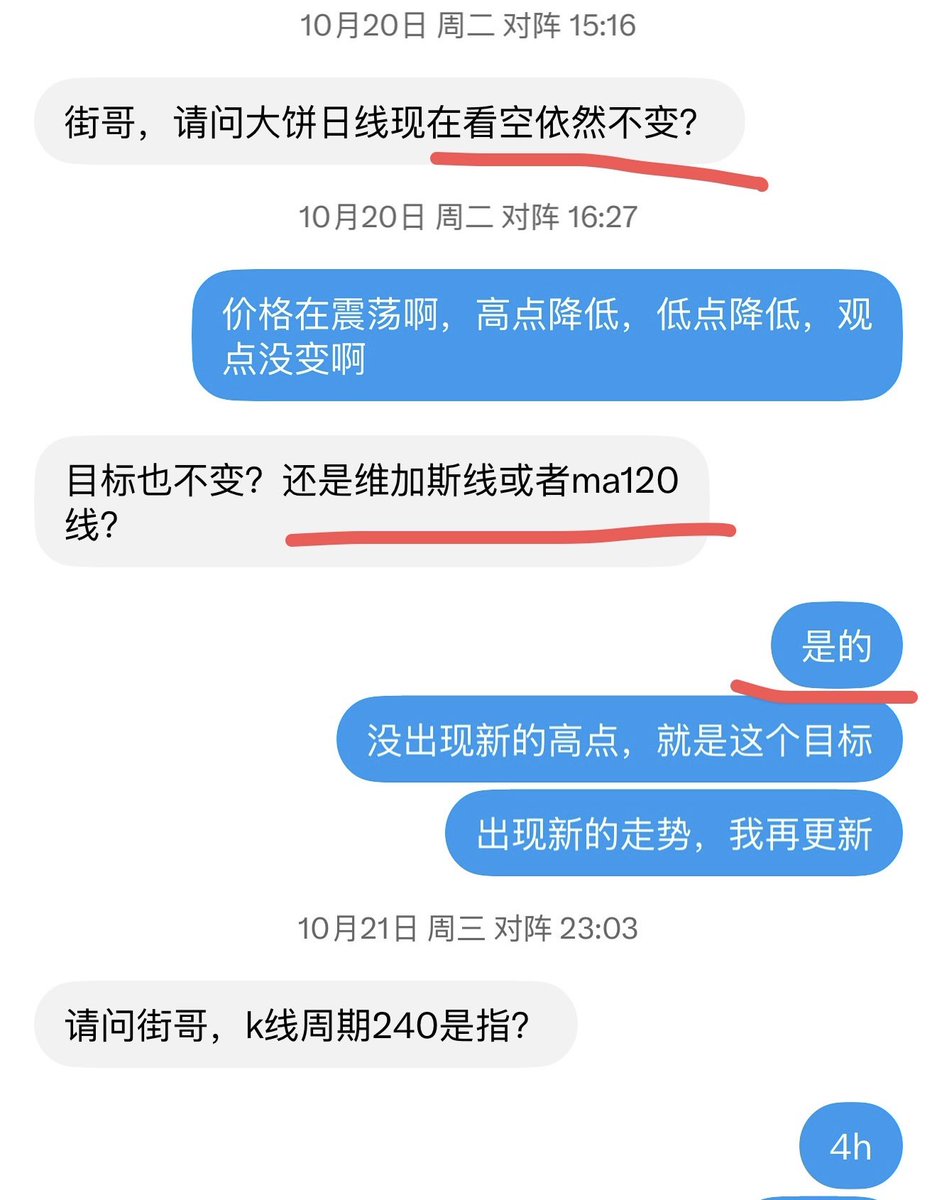 10月20日 周二 对阵 15:16
街哥，请问大饼日线现在看空依然不变？
10月20日 周二 对阵 16:27
价格在震荡啊，高点降低，低点降低，观
点没变啊
目标也不变？还是维加斯线或者ma120
线？
是的
没出现新的高点，就是这个目标
出现新的走势，我再更新
10月21日 周三 对阵 23:03
请问街哥，k线周期240是指？
4h